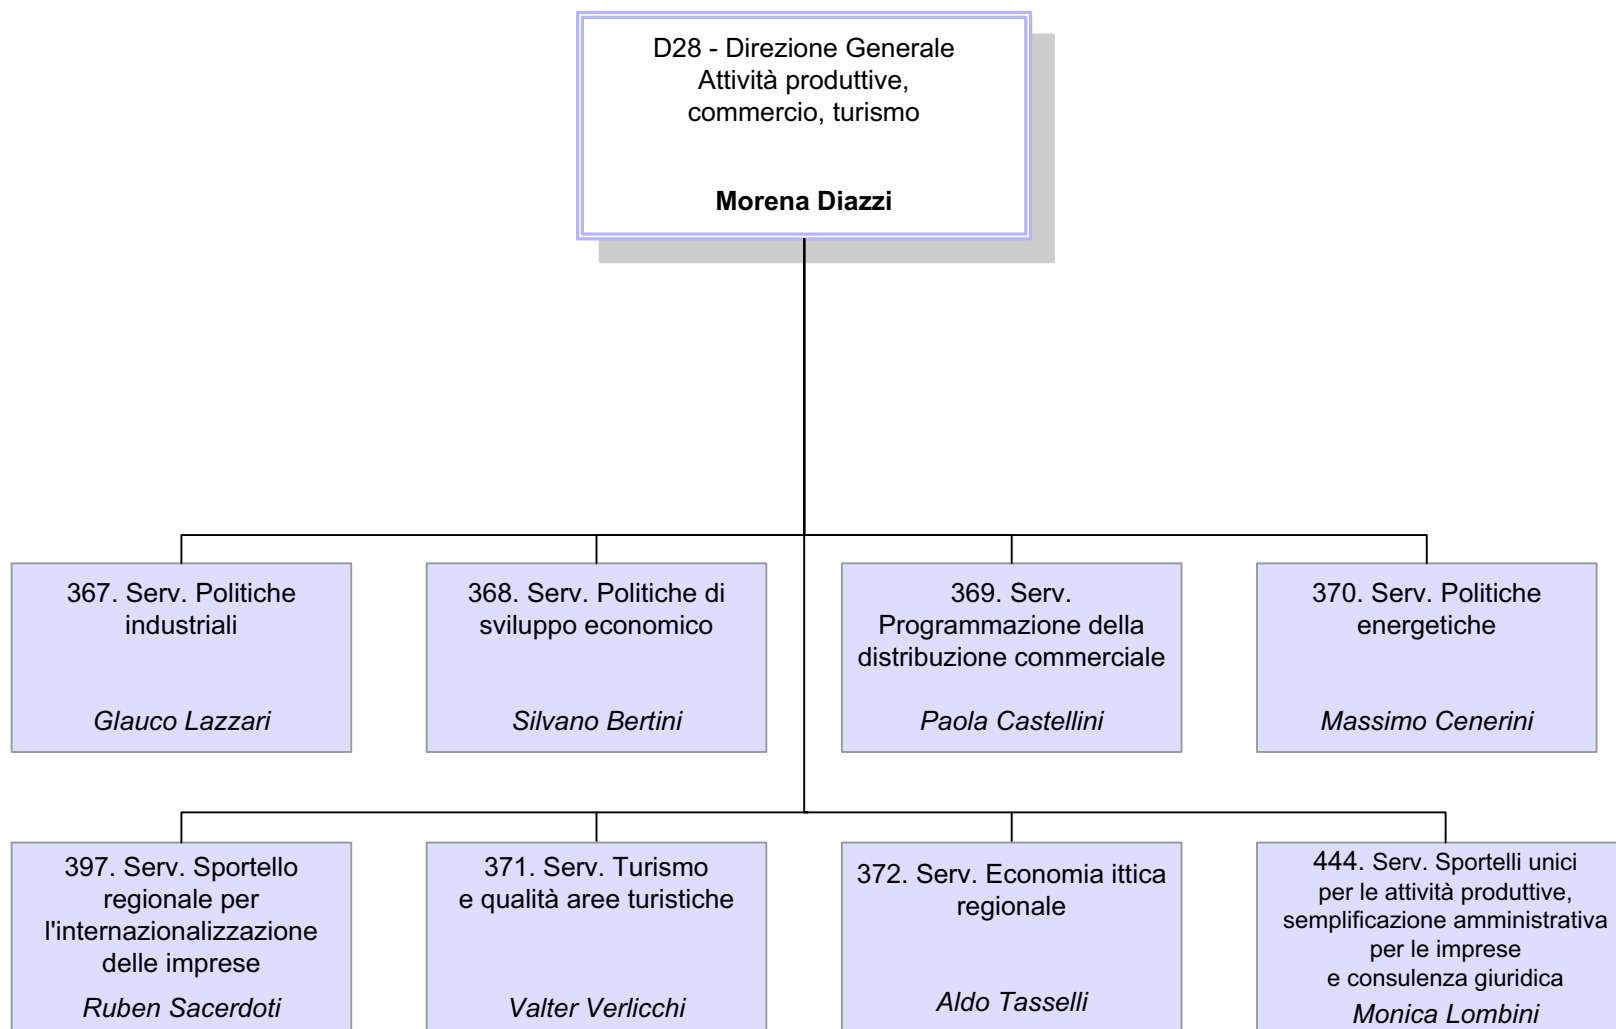 D28 - Direzione Generale
Attività produttive,
commercio, turismo
Morena Diazzi
367. Serv. Politiche
industriali
Glauco Lazzari
368. Serv. Politiche di
sviluppo economico
Silvano Bertini
369. Serv.
Programmazione della
distribuzione commerciale
Paola Castellini
370. Serv. Politiche
energetiche
Massimo Cenerini
397. Serv. Sportello
regionale per
l'internazionalizzazione
delle imprese
Ruben Sacerdoti
371. Serv. Turismo
e qualità aree turistiche
Valter Verlicchi
372. Serv. Economia ittica
regionale
Aldo Tasselli
444. Serv. Sportelli unici
per le attività produttive,
semplificazione amministrativa
per le imprese
e consulenza giuridica
Monica Lombini